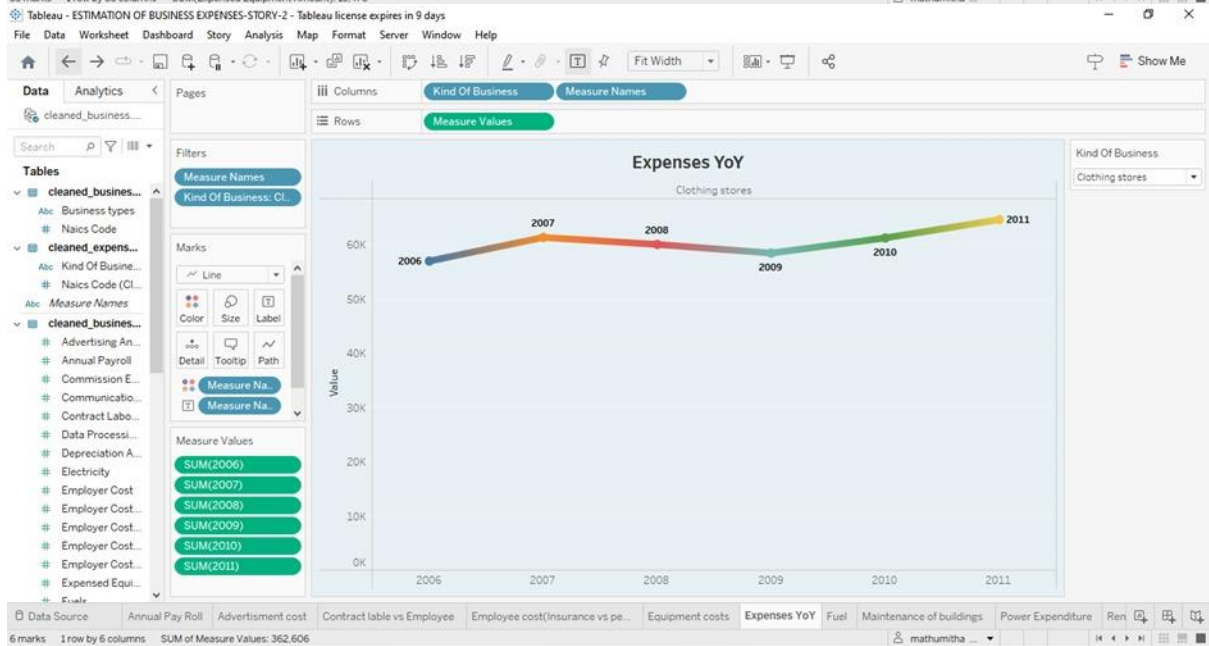 Tableau - ESTIMATION OF BUSINESS EXPENSES-STORY-2 - Tableau license expires in 9 days
File Data Worksheet Dashboard Story Analysis Map Format Server Window Help
Fit Width
Show Me
Data Analytics
cleaned_business....
Search
Tables
cleaned_busines...
Abc Business types
# Naics Code
cleaned_expens...
Abc Kind Of Busine...
# Naics Code (Cl...
Abc Measure Names
cleaned_busines...
# Advertising An...
# Annual Payroll
# Commission E...
# Communicatio...
# Contract Labo...
# Data Processi...
# Depreciation A...
# Electricity
# Employer Cost
# Employer Cost...
# Employer Cost...
# Employer Cost...
# Expensed Equi...
# Fuels
Pages
Filters
Measure Names
Kind Of Business: Cl..
Marks
Line
Color Size Label
Detail Tooltip Path
Measure Na..
T Measure Na..
Measure Values
SUM(2006)
SUM(2007)
SUM(2008)
SUM(2009)
SUM(2010)
SUM(2011)
iii Columns Kind Of Business Measure Names
Rows Measure Values
Expenses YoY
Clothing stores
60K
50K
40K
30K
20K
10K
0K
Value
2006
2007
2008
2009
2010
2011
2006 2007 2008 2009 2010 2011
Kind Of Business
Clothing stores
Data Source Annual Pay Roll Advertisment cost Contract lable vs Employee Employee cost(Insurance vs pe... Equipment costs Expenses YoY Fuel Maintenance of buildings Power Expenditure Ren
6 marks 1 row by 6 columns SUM of Measure Values: 362,606
mathumitha ...